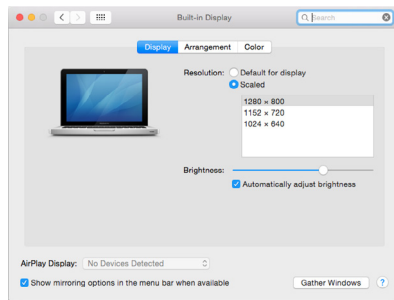 Built-in Display
Search
Display Arrangement Color
Resolution: Default for display
Scaled
1280 × 800
1152 × 720
1024 × 640
Brightness:
Automatically adjust brightness
AirPlay Display: No Devices Detected
Show mirroring options in the menu bar when available
Gather Windows ?